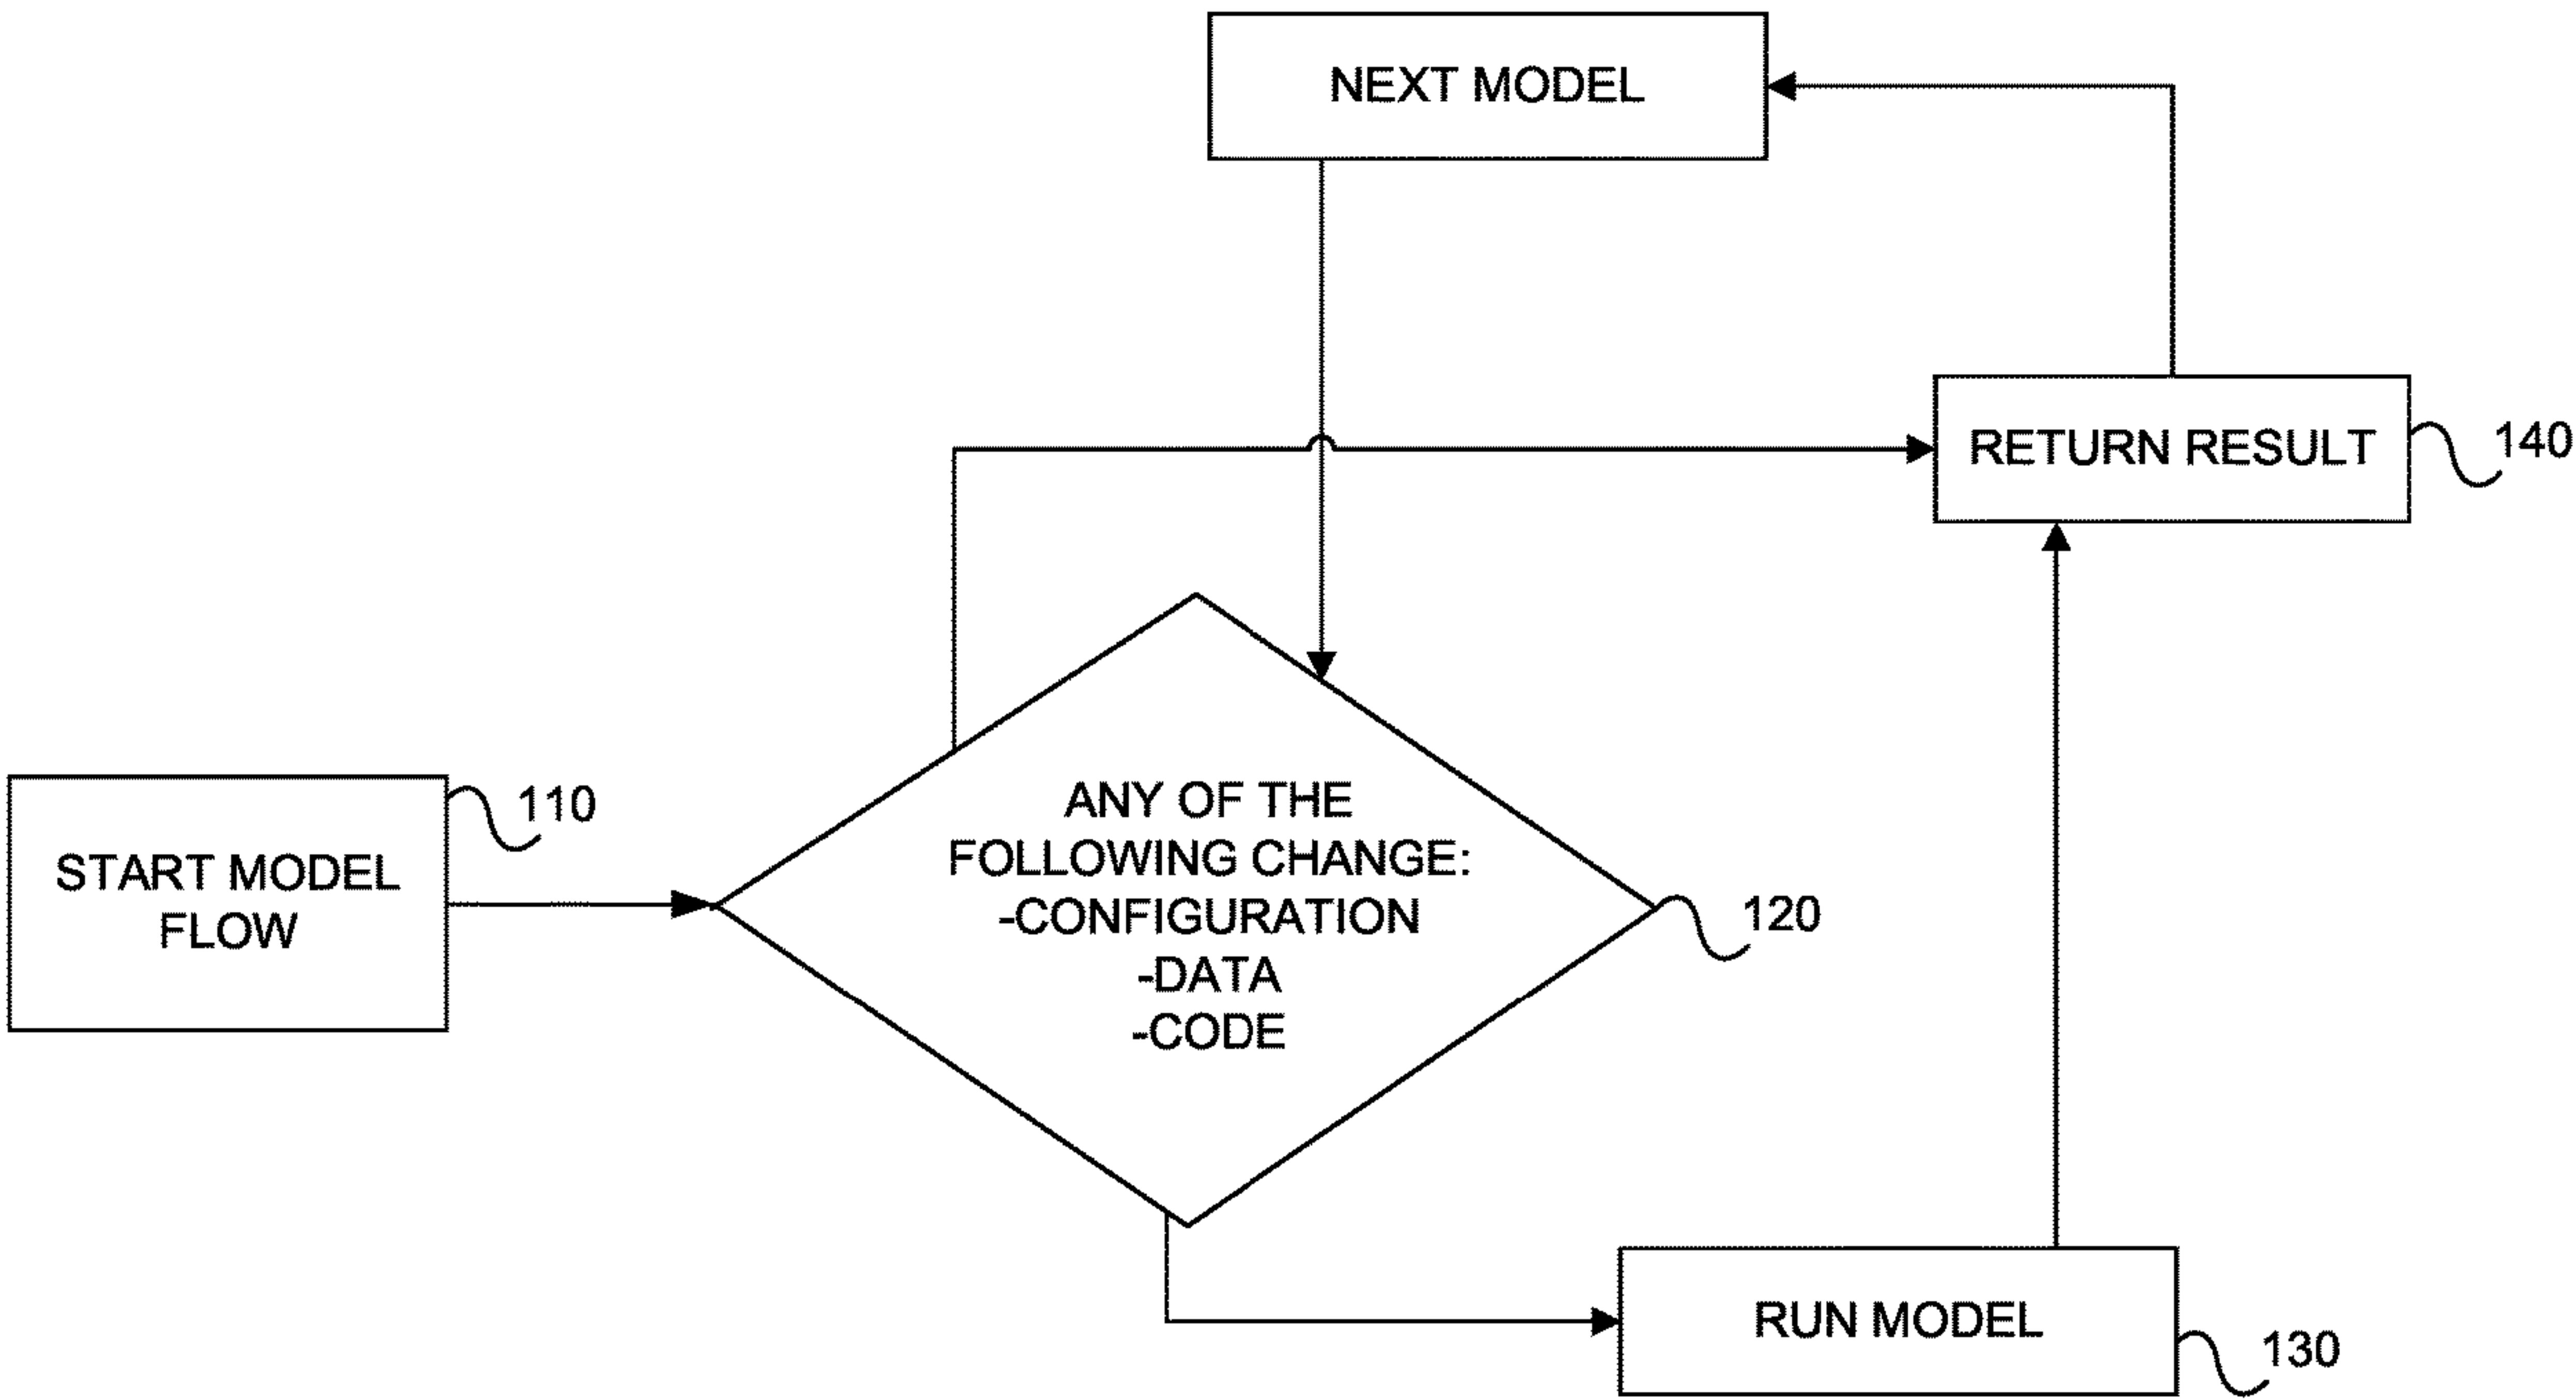 NEXT MODEL
RETURN RESULT
140
START MODEL
FLOW
110
ANY OF THE
FOLLOWING CHANGE:
-CONFIGURATION
-DATA
-CODE
120
RUN MODEL
130